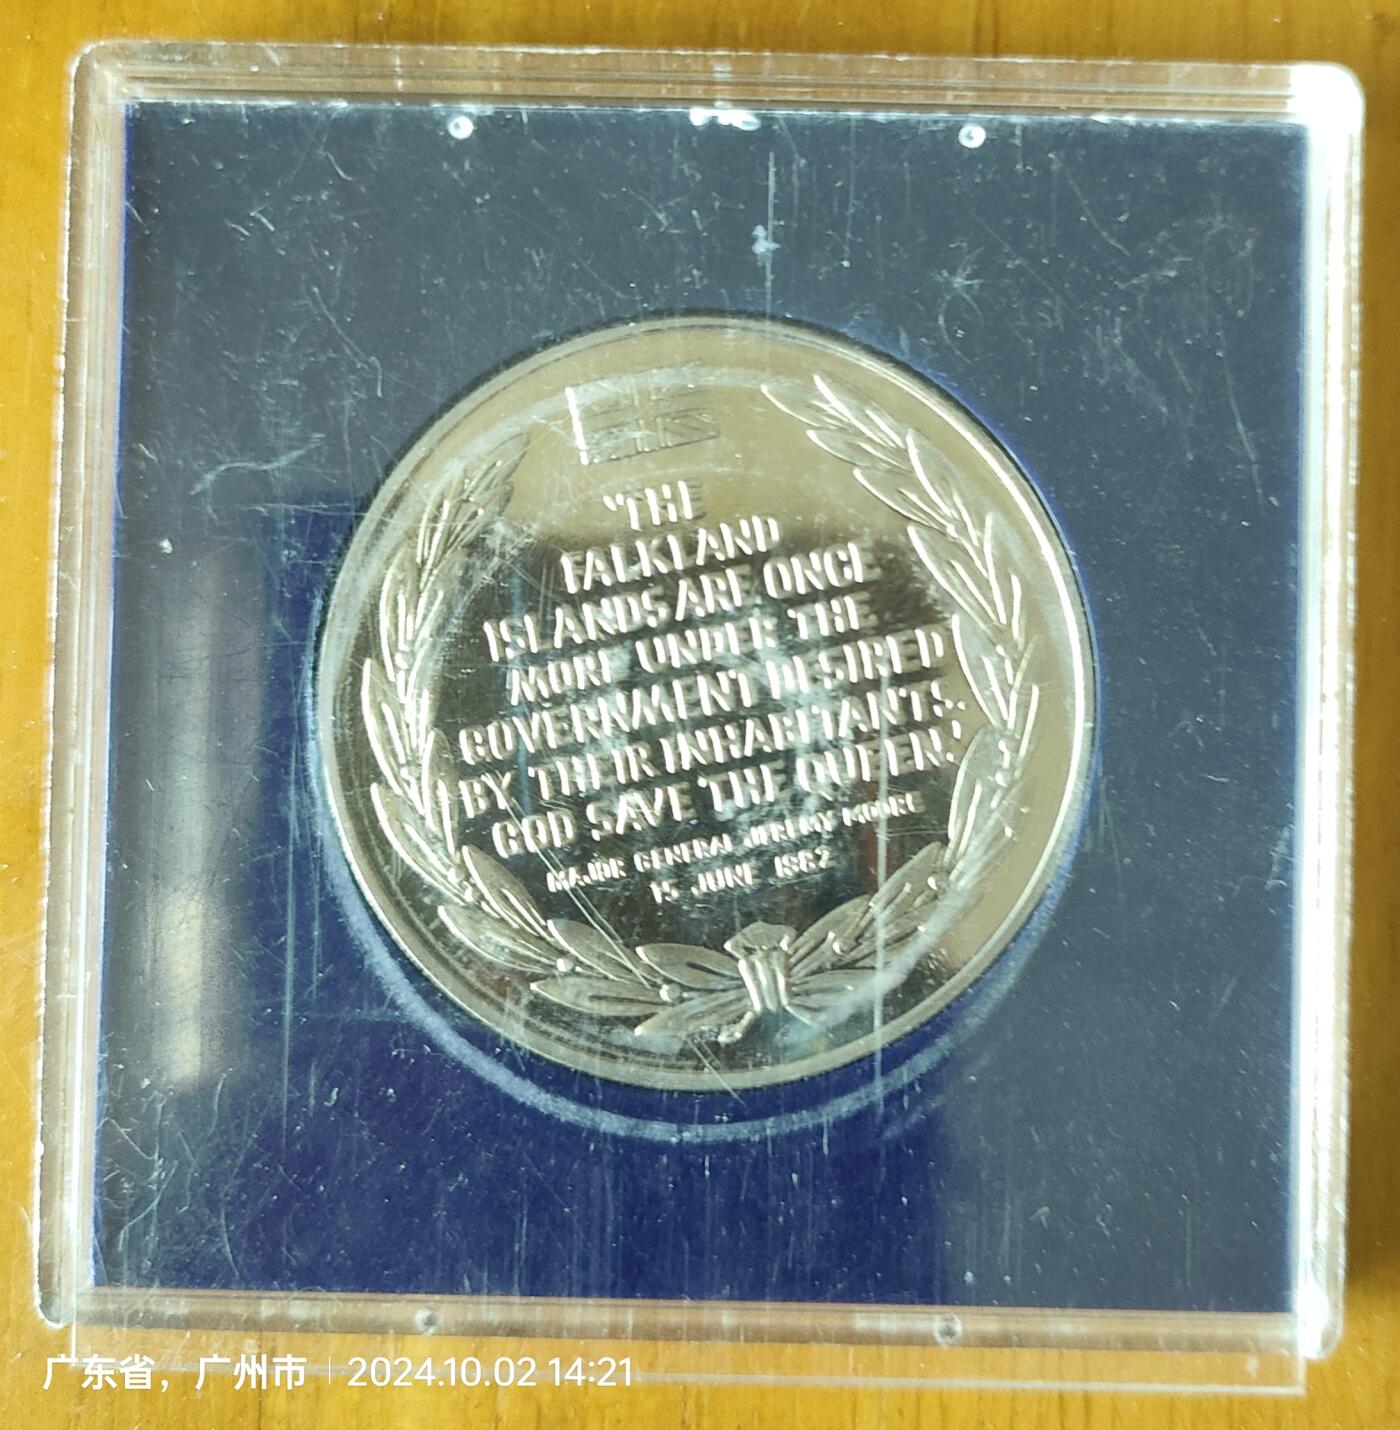 "THE
FALKLAND
ISLANDS ARE ONCE
MORE UNDER THE
GOVERNMENT DESIRED
BY THEIR INHABITANTS.
GOD SAVE THE QUEEN."
MAJOR GENERAL JEREMY MOORE
15 JUNE 1982
广东省，广州市 | 2024.10.02 14:21